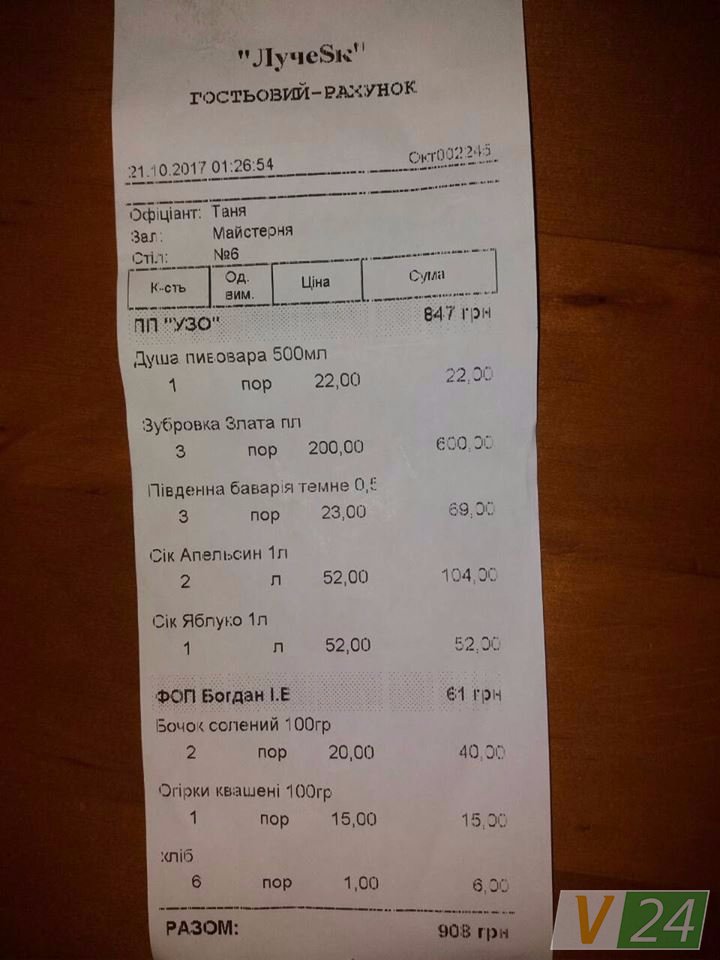 "ЛучеSк"
ГОСТЬОВИЙ-РАХУНОК
21.10.2017 01:26:54 Окт002245
Офіціант: Таня
Зал: Майстерня
Стіл: №6
К-сть Од. вим. Ціна Сума
ПП "УЗО" 847 грн
Душа пивовара 500мл
1 пор 22,00 22,00
Зубровка Злата пл
3 пор 200,00 600,00
Південна баварія темне 0,5
3 пор 23,00 69,00
Сік Апельсин 1л
2 л 52,00 104,00
Сік Яблуко 1л
1 л 52,00 52,00
ФОП Богдан І.Е 61 грн
Бочок солений 100гр
2 пор 20,00 40,00
Огірки квашені 100гр
1 пор 15,00 15,00
хліб
6 пор 1,00 6,00
РАЗОМ: 908 грн
V24